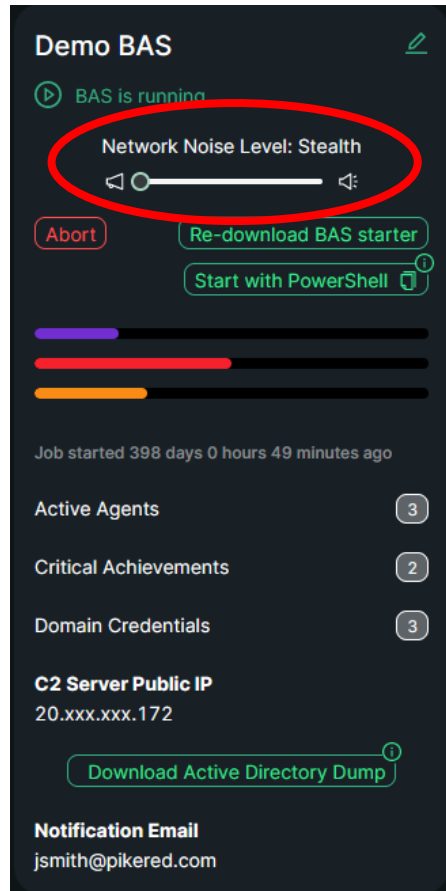 Demo BAS
BAS is running
Network Noise Level: Stealth
Abort
Re-download BAS starter
Start with PowerShell
Job started 398 days 0 hours 49 minutes ago
Active Agents 3
Critical Achievements 2
Domain Credentials 3
C2 Server Public IP
20.xxx.xxx.172
Download Active Directory Dump
Notification Email
jsmith@pikered.com